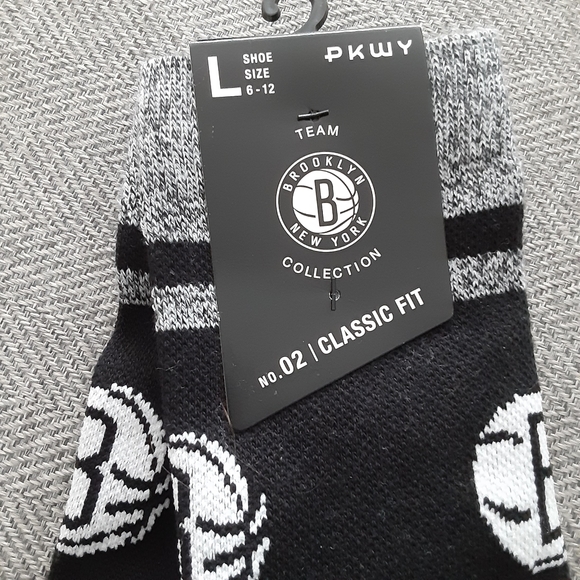 L
SHOE
SIZE
6-12
PKWY
TEAM
BROOKLYN
B
NEW YORK
COLLECTION
NO.02 | CLASSIC FIT
B